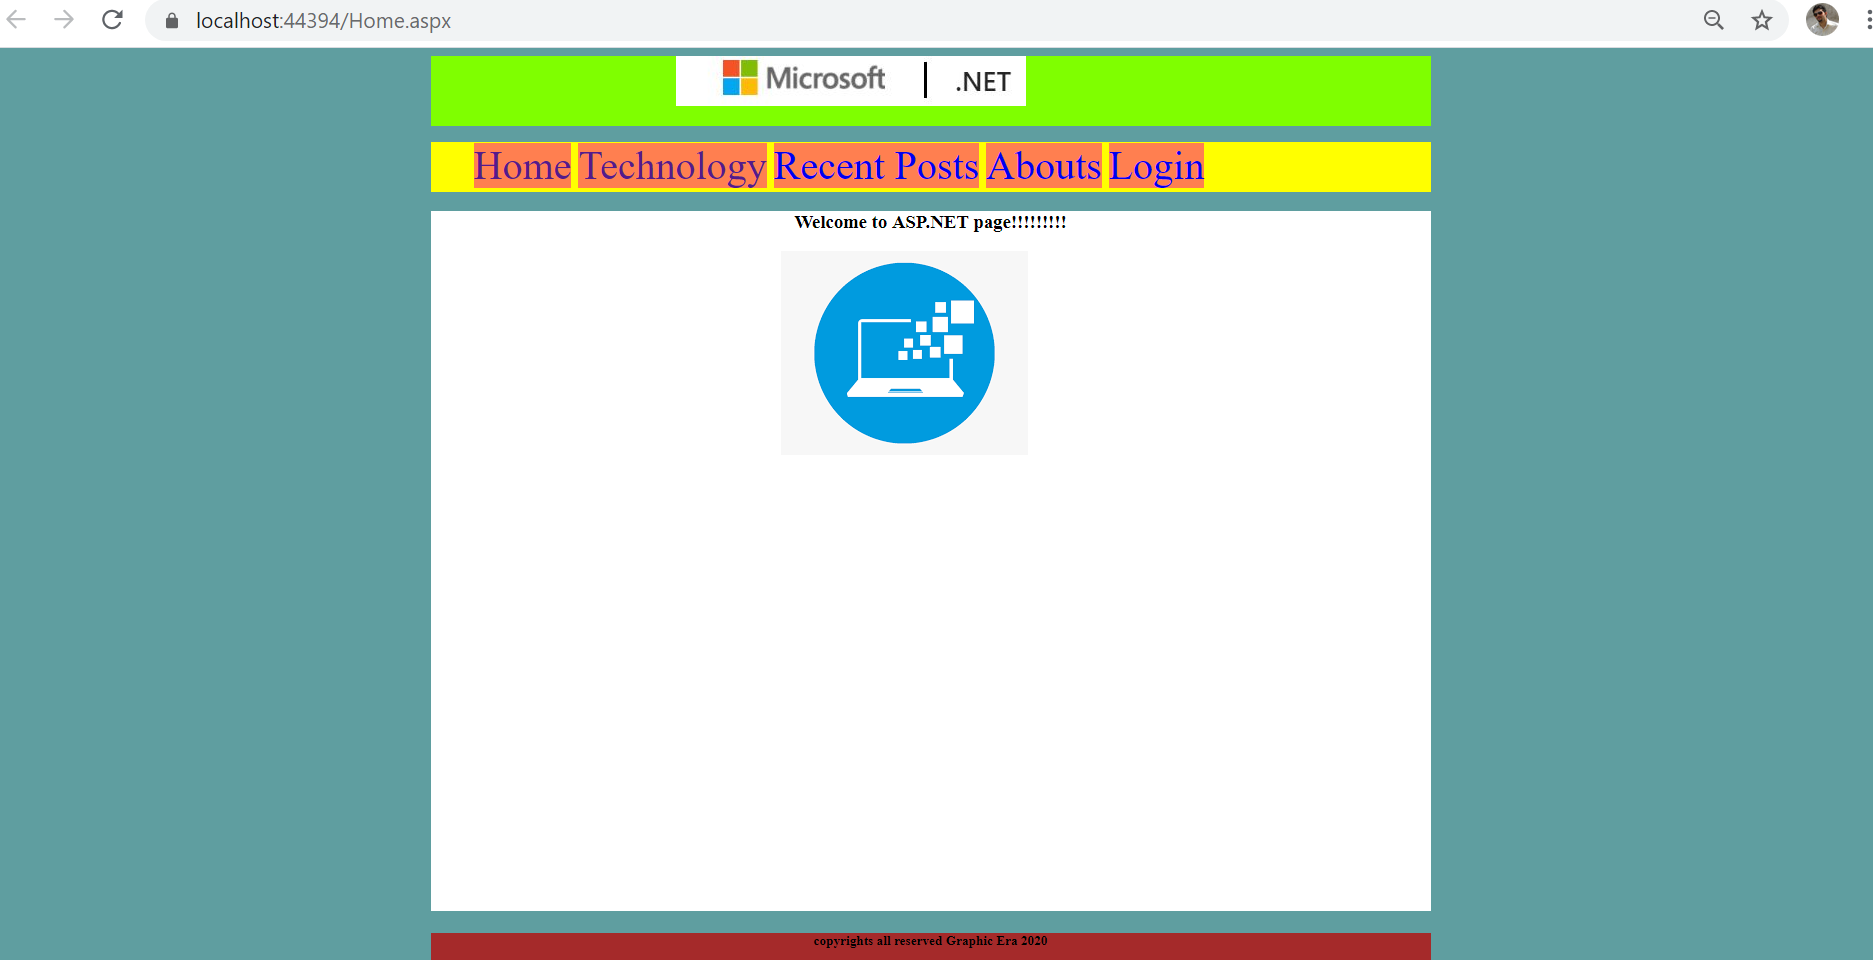 localhost:44394/Home.aspx
Microsoft | .NET
Home Technology Recent Posts Abouts Login
Welcome to ASP.NET page!!!!!!!!!
copyrights all reserved Graphic Era 2020